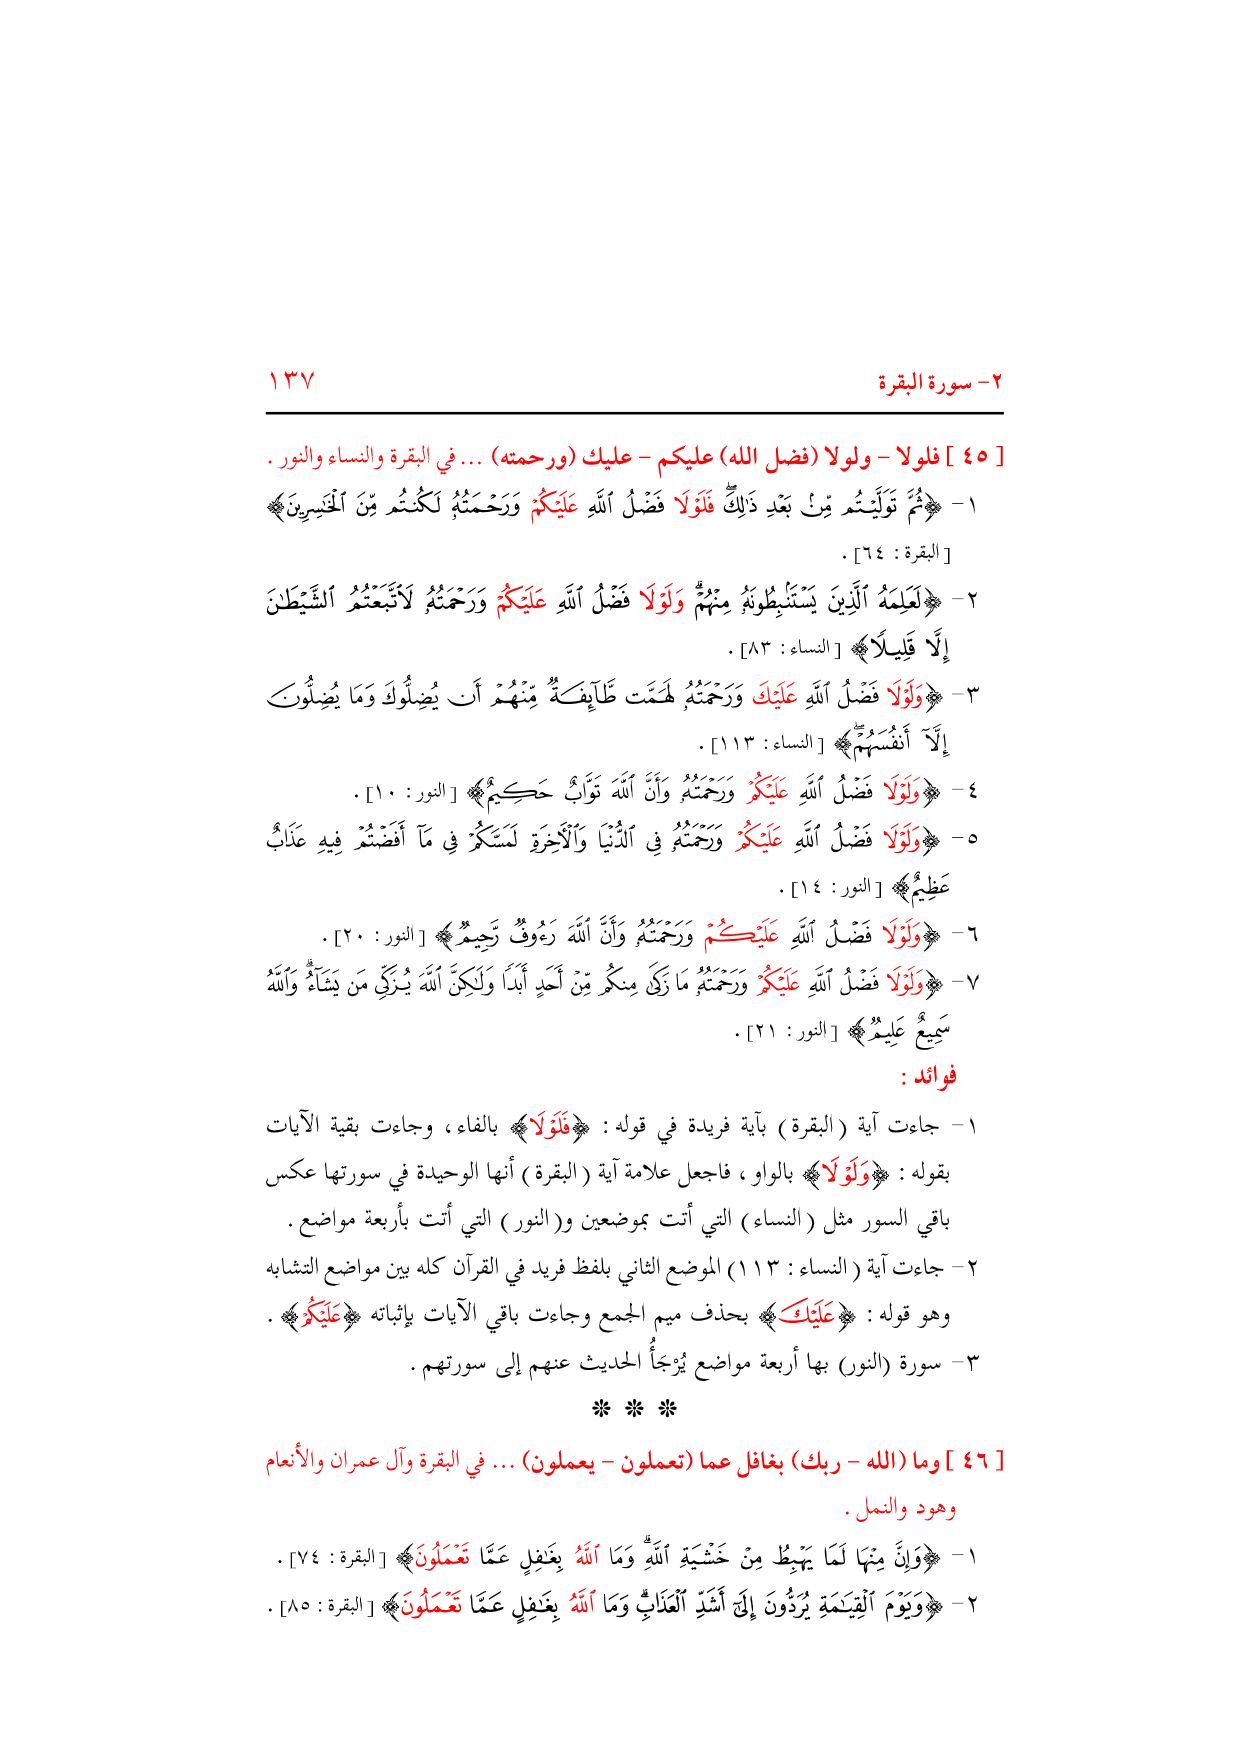 ٢- سورة البقرة ١٣٧
[ ٤٥ ] فلولا - ولولا (فضل الله) عليكم - عليك (ورحمته) ... في البقرة والنساء والنور .
١- ﴿ثُمَّ تَوَلَّيْتُم مِّنۢ بَعْدِ ذَٰلِكَ ۖ فَلَوْلَا فَضْلُ ٱللَّهِ عَلَيْكُمْ وَرَحْمَتُهُۥ لَكُنتُم مِّنَ ٱلْخَٰسِرِينَ﴾
[البقرة : ٦٤] .
٢- ﴿لَعَلِمَهُ ٱلَّذِينَ يَسْتَنۢبِطُونَهُۥ مِنْهُمْ ۗ وَلَوْلَا فَضْلُ ٱللَّهِ عَلَيْكُمْ وَرَحْمَتُهُۥ لَٱتَّبَعْتُمُ ٱلشَّيْطَٰنَ
إِلَّا قَلِيلًا﴾ [النساء : ٨٣] .
٣- ﴿وَلَوْلَا فَضْلُ ٱللَّهِ عَلَيْكَ وَرَحْمَتُهُۥ لَهَمَّت طَّآئِفَةٌ مِّنْهُمْ أَن يُضِلُّوكَ وَمَا يُضِلُّونَ
إِلَّآ أَنفُسَهُمْ ۖ﴾ [النساء : ١١٣] .
٤- ﴿وَلَوْلَا فَضْلُ ٱللَّهِ عَلَيْكُمْ وَرَحْمَتُهُۥ وَأَنَّ ٱللَّهَ تَوَّابٌ حَكِيمٌ﴾ [النور : ١٠] .
٥- ﴿وَلَوْلَا فَضْلُ ٱللَّهِ عَلَيْكُمْ وَرَحْمَتُهُۥ فِى ٱلدُّنْيَا وَٱلْأَخِرَةِ لَمَسَّكُمْ فِى مَآ أَفَضْتُمْ فِيهِ عَذَابٌ
عَظِيمٌ﴾ [النور : ١٤] .
٦- ﴿وَلَوْلَا فَضْلُ ٱللَّهِ عَلَيْكُمْ وَرَحْمَتُهُۥ وَأَنَّ ٱللَّهَ رَءُوفٌ رَّحِيمٌ﴾ [النور : ٢٠] .
٧- ﴿وَلَوْلَا فَضْلُ ٱللَّهِ عَلَيْكُمْ وَرَحْمَتُهُۥ مَا زَكَىٰ مِنكُم مِّنْ أَحَدٍ أَبَدًا وَلَٰكِنَّ ٱللَّهَ يُزَكِّى مَن يَشَآءُ ۗ وَٱللَّهُ
سَمِيعٌ عَلِيمٌ﴾ [النور : ٢١] .
فوائد :
١- جاءت آية (البقرة) بآية فريدة في قوله : ﴿فَلَوْلَا﴾ بالفاء، وجاءت بقية الآيات
بقوله : ﴿وَلَوْلَا﴾ بالواو ، فاجعل علامة آية (البقرة) أنها الوحيدة في سورتها عكس
باقي السور مثل (النساء) التي أتت بموضعين و(النور) التي أتت بأربعة مواضع .
٢- جاءت آية (النساء : ١١٣) الموضع الثاني بلفظ فريد في القرآن كله بين مواضع التشابه
وهو قوله : ﴿عَلَيْكَ﴾ بحذف ميم الجمع وجاءت باقي الآيات بإثباته ﴿عَلَيْكُمْ﴾ .
٣- سورة (النور) بها أربعة مواضع يُرْجَأُ الحديث عنهم إلى سورتهم .
* * *
[ ٤٦ ] وما (الله - ربك) بغافل عما (تعملون - يعملون) ... في البقرة وآل عمران والأنعام
وهود والنمل .
١- ﴿وَإِنَّ مِنْهَا لَمَا يَهْبِطُ مِنْ خَشْيَةِ ٱللَّهِ ۗ وَمَا ٱللَّهُ بِغَٰفِلٍ عَمَّا تَعْمَلُونَ﴾ [البقرة : ٧٤] .
٢- ﴿وَيَوْمَ ٱلْقِيَٰمَةِ يُرَدُّونَ إِلَىٰٓ أَشَدِّ ٱلْعَذَابِ ۗ وَمَا ٱللَّهُ بِغَٰفِلٍ عَمَّا تَعْمَلُونَ﴾ [البقرة : ٨٥] .